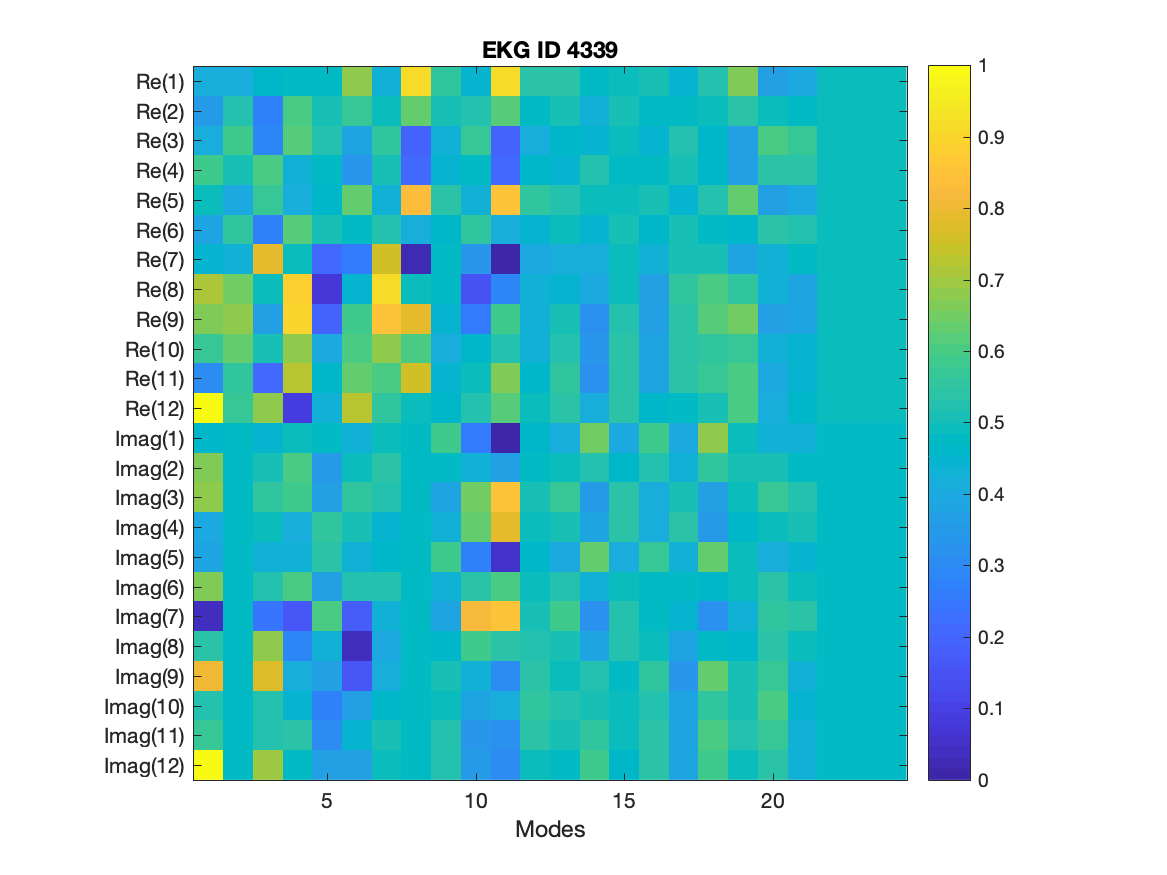 EKG ID 4339
Re(1)
Re(2)
Re(3)
Re(4)
Re(5)
Re(6)
Re(7)
Re(8)
Re(9)
Re(10)
Re(11)
Re(12)
Imag(1)
Imag(2)
Imag(3)
Imag(4)
Imag(5)
Imag(6)
Imag(7)
Imag(8)
Imag(9)
Imag(10)
Imag(11)
Imag(12)
5 10 15 20
Modes
1
0.9
0.8
0.7
0.6
0.5
0.4
0.3
0.2
0.1
0